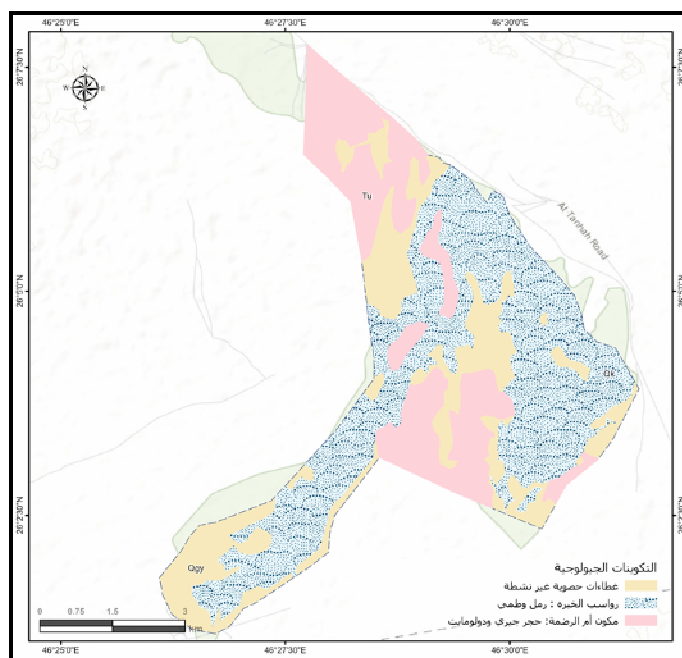 46°25'0"E 46°27'30"E 46°30'0"E
26°7'30"N
N
W E
S
Ty
At Tanhah Road
26°5'0"N
Qk
26°2'30"N
Qgy
التكوينات الجيولوجية
غطاءات حصوية غير نشطة
رواسب الخبره : رمل وطمي
مكون أم الرضمة: حجر جيري ودولومايت
0 0.75 1.5 3
Km
46°25'0"E 46°27'30"E 46°30'0"E